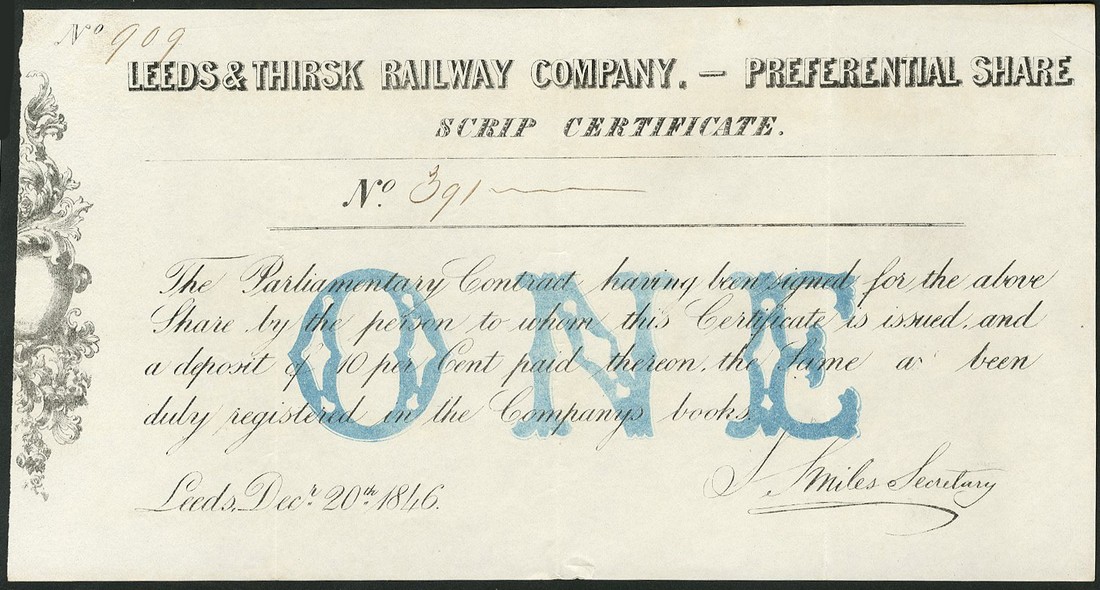 No 909
LEEDS & THIRSK RAILWAY COMPANY. — PREFERENTIAL SHARE
SCRIP CERTIFICATE.
No. 391
The Parliamentary Contract having been signed for the above
Share by the person to whom this Certificate is issued, and
a deposit of 10 per Cent paid thereon, the Same a been
duly registered in the Companys books.
ONE
Leeds, Decr. 20th 1846.
S. Smiles Secretary